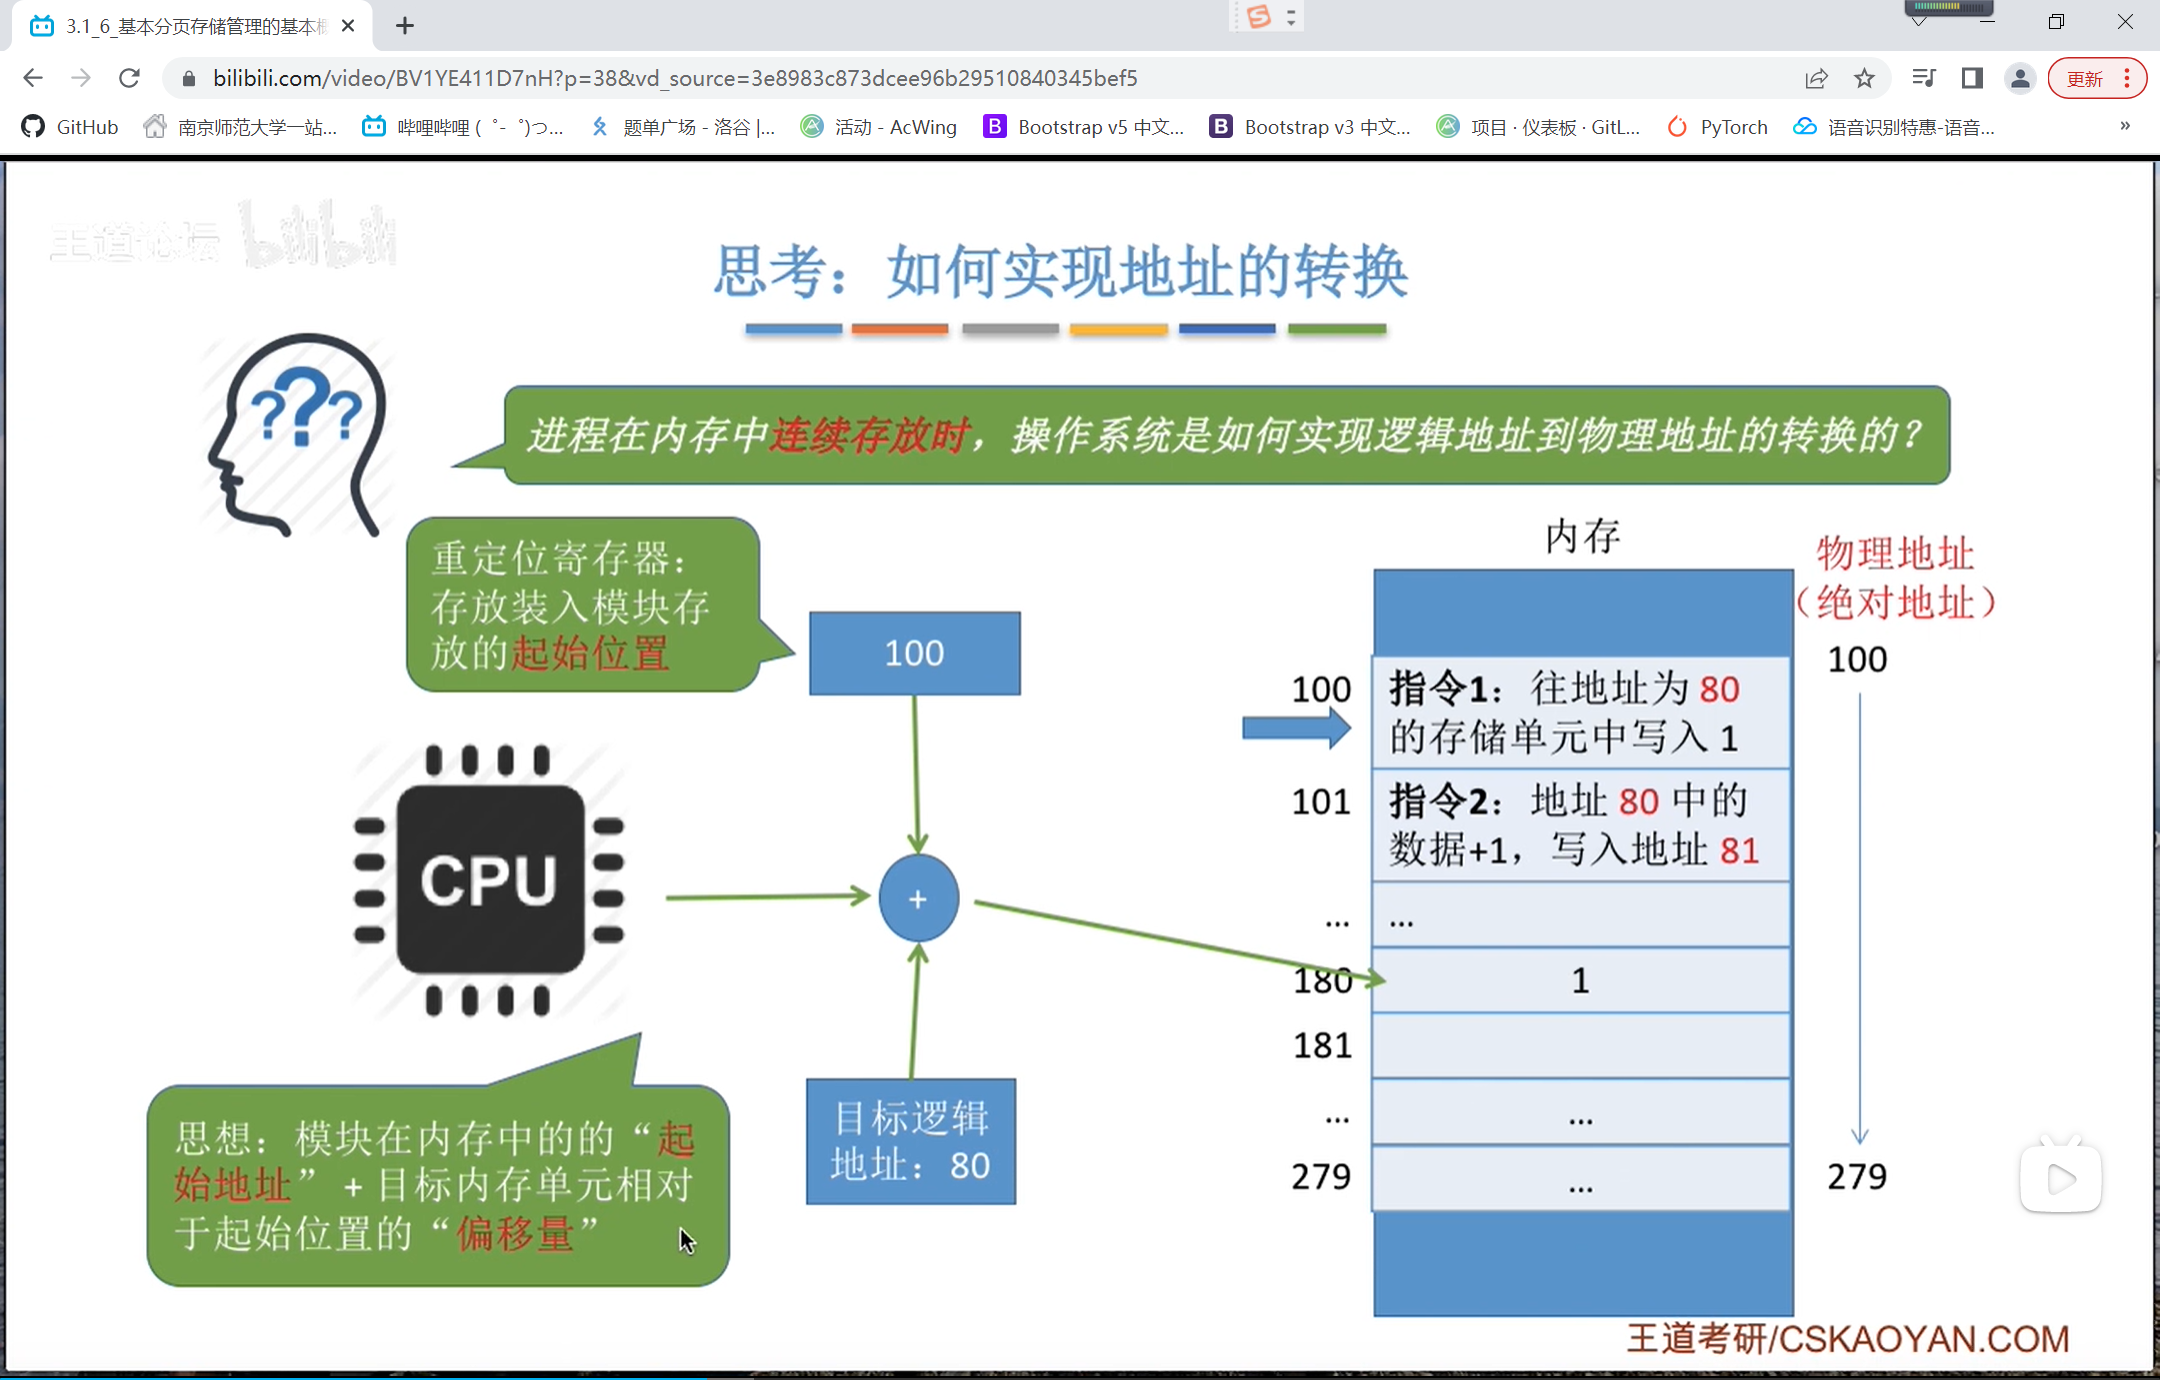 3.1_6_基本分页存储管理的基本概
bilibili.com/video/BV1YE411D7nH?p=38&vd_source=3e8983c873dcee96b29510840345bef5
更新
GitHub
南京师范大学一站...
哔哩哔哩 (゜-゜)つ...
题单广场 - 洛谷 |...
活动 - AcWing
Bootstrap v5 中文...
Bootstrap v3 中文...
项目 · 仪表板 · GitL...
PyTorch
语音识别特惠-语音...
»
王道论坛 bilibili
思考：如何实现地址的转换
???
进程在内存中连续存放时，操作系统是如何实现逻辑地址到物理地址的转换的？
重定位寄存器：
存放装入模块存
放的起始位置
100
CPU
+
目标逻辑
地址：80
思想：模块在内存中的的“起
始地址” + 目标内存单元相对
于起始位置的“偏移量”
内存
物理地址
（绝对地址）
100
指令1：往地址为 80
的存储单元中写入 1
101
指令2：地址 80 中的
数据+1，写入地址 81
...
...
180
1
181
...
...
279
...
100
279
王道考研/CSKAOYAN.COM